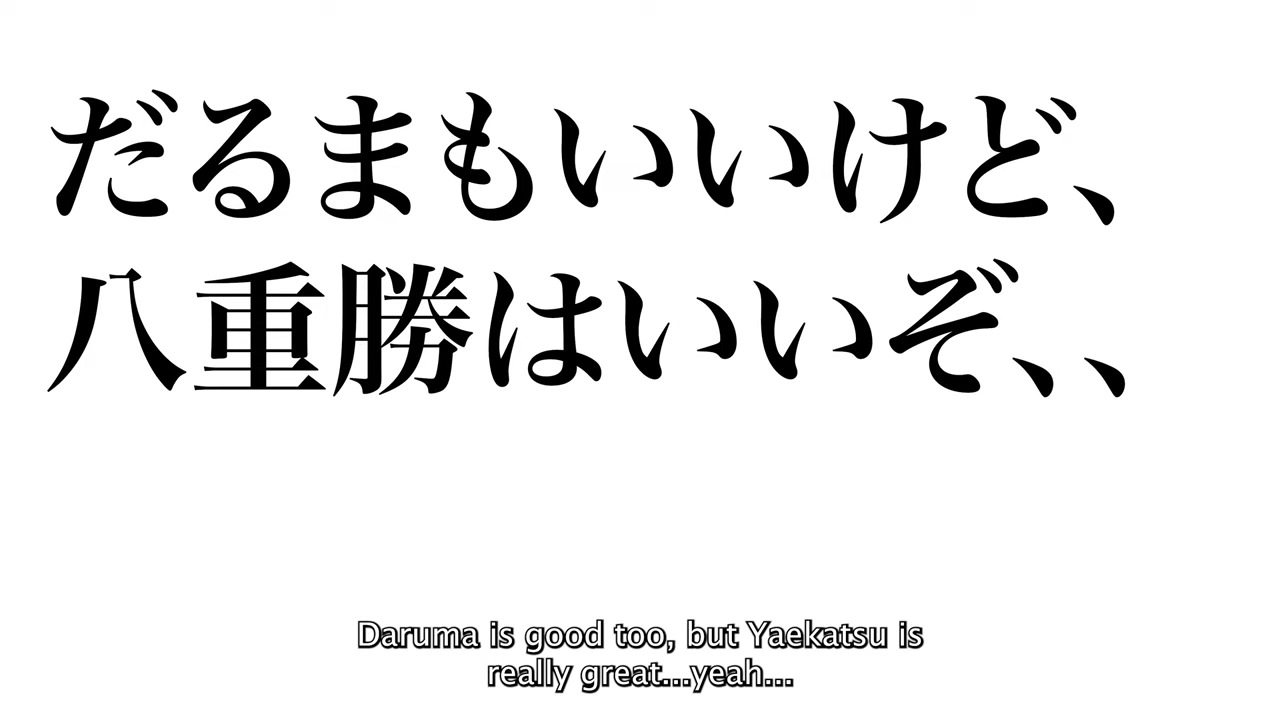 だるまもいいけど、
八重勝はいいぞ、、
Daruma is good too, but Yaekatsu is
really great...yeah...